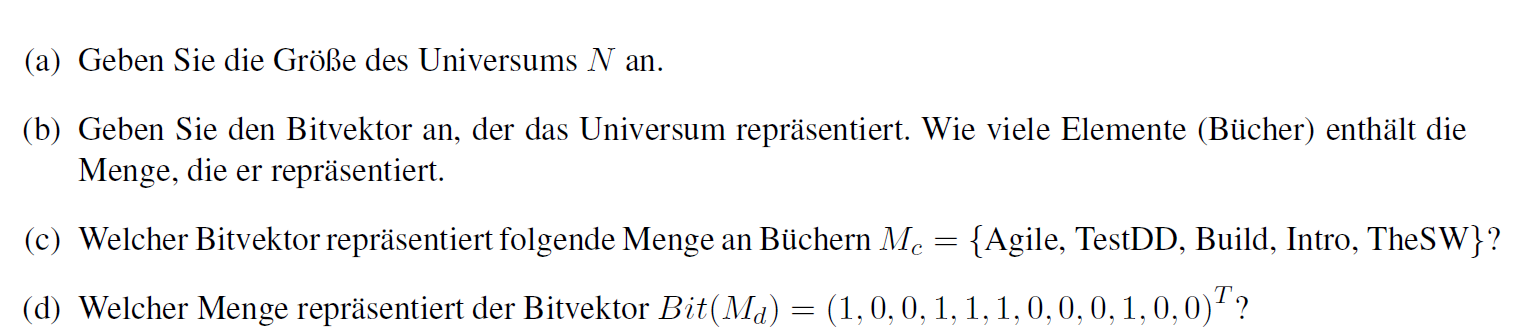 (a) Geben Sie die Größe des Universums N an.
(b) Geben Sie den Bitvektor an, der das Universum repräsentiert. Wie viele Elemente (Bücher) enthält die
Menge, die er repräsentiert.
(c) Welcher Bitvektor repräsentiert folgende Menge an Büchern M_c = {Agile, TestDD, Build, Intro, TheSW}?
(d) Welcher Menge repräsentiert der Bitvektor Bit(M_d) = (1, 0, 0, 1, 1, 1, 0, 0, 0, 1, 0, 0)^T?